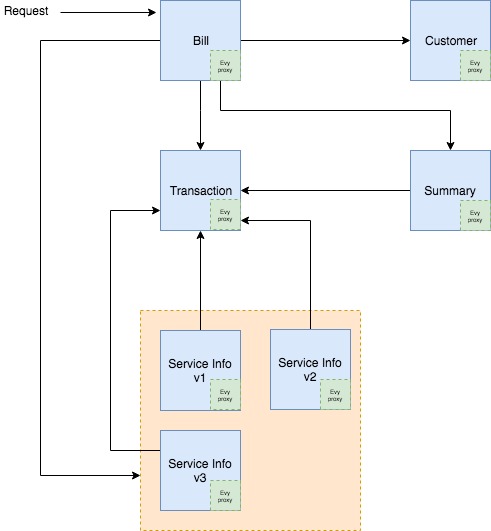 Request
Bill
Evy
proxy
Customer
Evy
proxy
Transaction
Evy
proxy
Summary
Evy
proxy
Service Info
v1
Evy
proxy
Service Info
v2
Evy
proxy
Service Info
v3
Evy
proxy